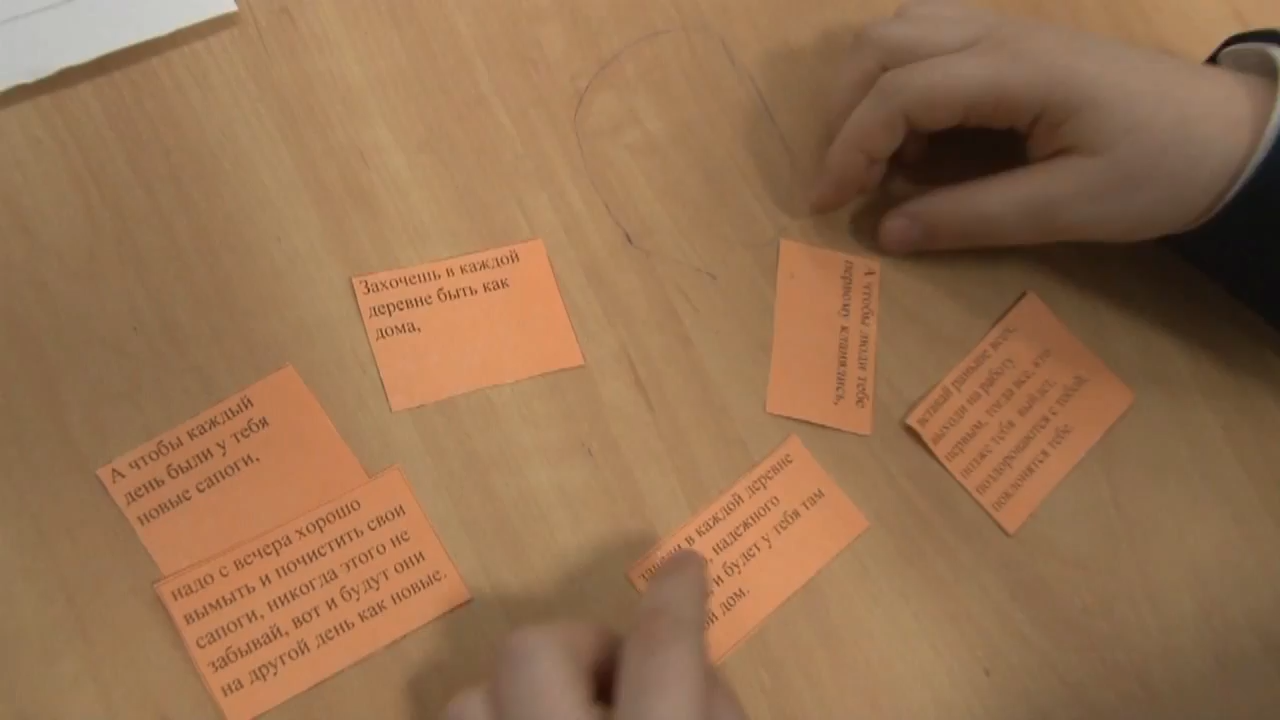 Захочешь в каждой
деревне быть как
дома,
А чтобы каждый
день были у тебя
новые сапоги,
надо с вечера хорошо
вымыть и почистить свои
сапоги, никогда этого не
забывай, вот и будут они
на другой день как новые.
А чтобы люди тебе
первому кланялись,
вставай раньше всех,
выходи на работу
первым, тогда все, кто
позже тебя выйдет,
поздороваются с тобой,
поклонятся тебе
в каждой деревне
надежного
и будет у тебя там
дом.